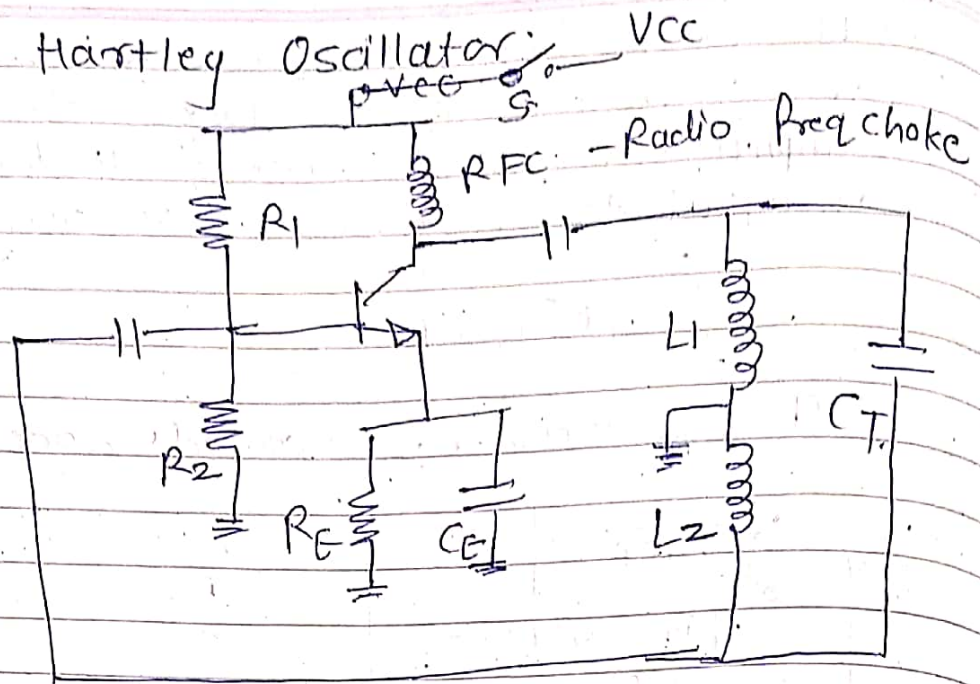 Hartley Oscillator. VCC
S
RFC. - Radio. freq choke
R1
L1
CT
R2
RE
CE
L2